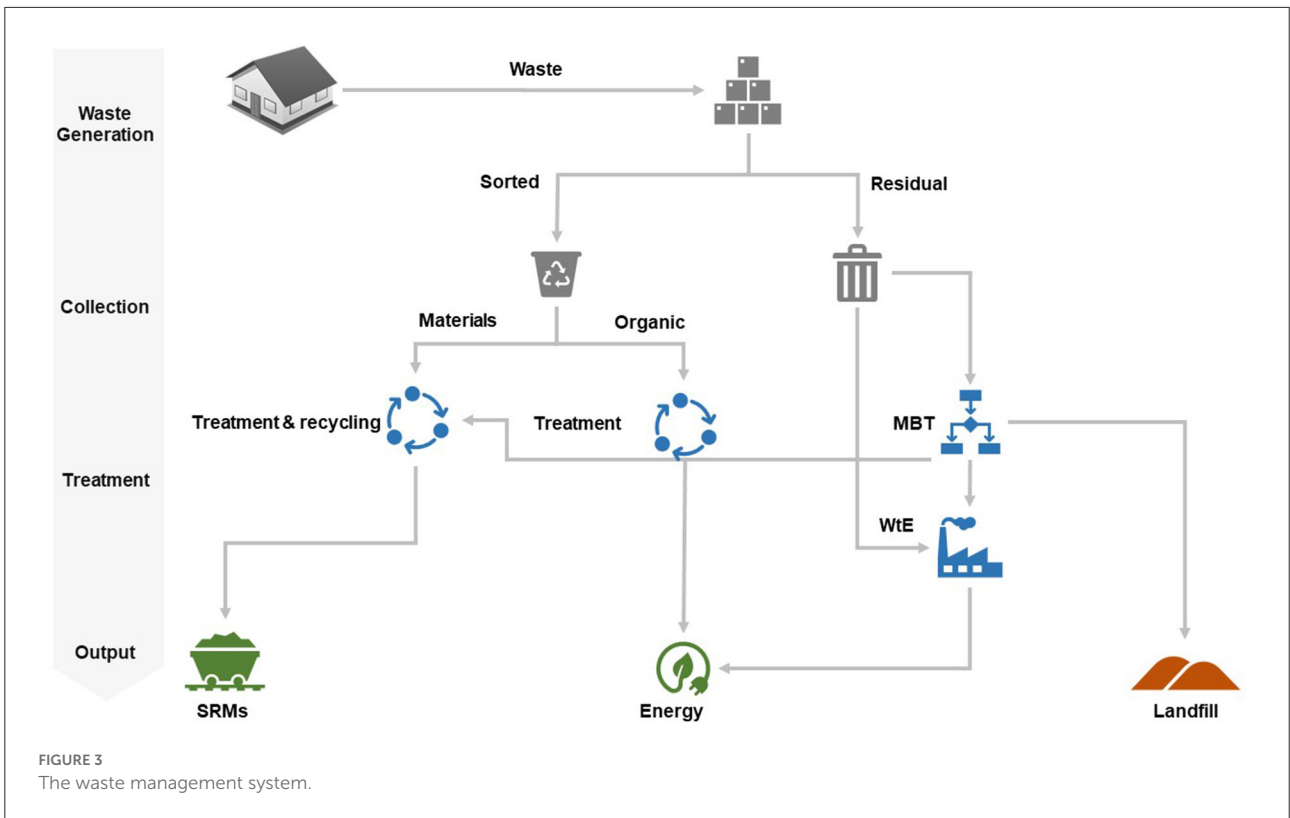 Waste
Waste
Generation
Sorted
Residual
Collection
Materials
Organic
Treatment & recycling
Treatment
MBT
Treatment
WtE
Output
SRMs
Energy
Landfill
FIGURE 3
The waste management system.